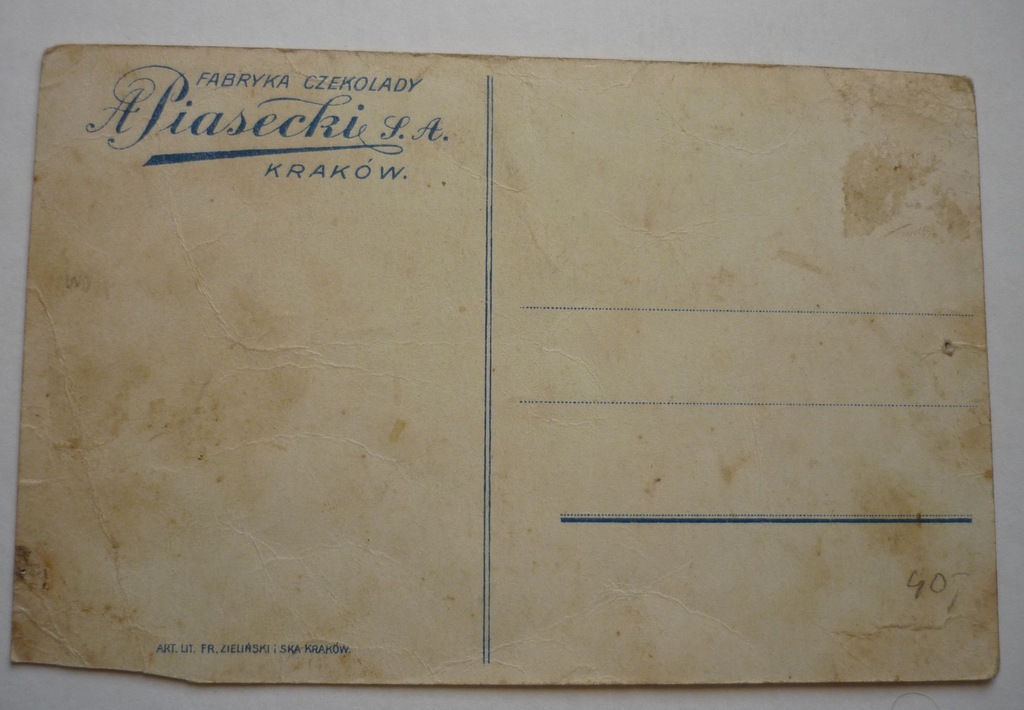 FABRYKA CZEKOLADY
A Piasecki S. A.
KRAKÓW.
ART. LIT. FR. ZIELIŃSKI i SKA KRAKÓW.
40